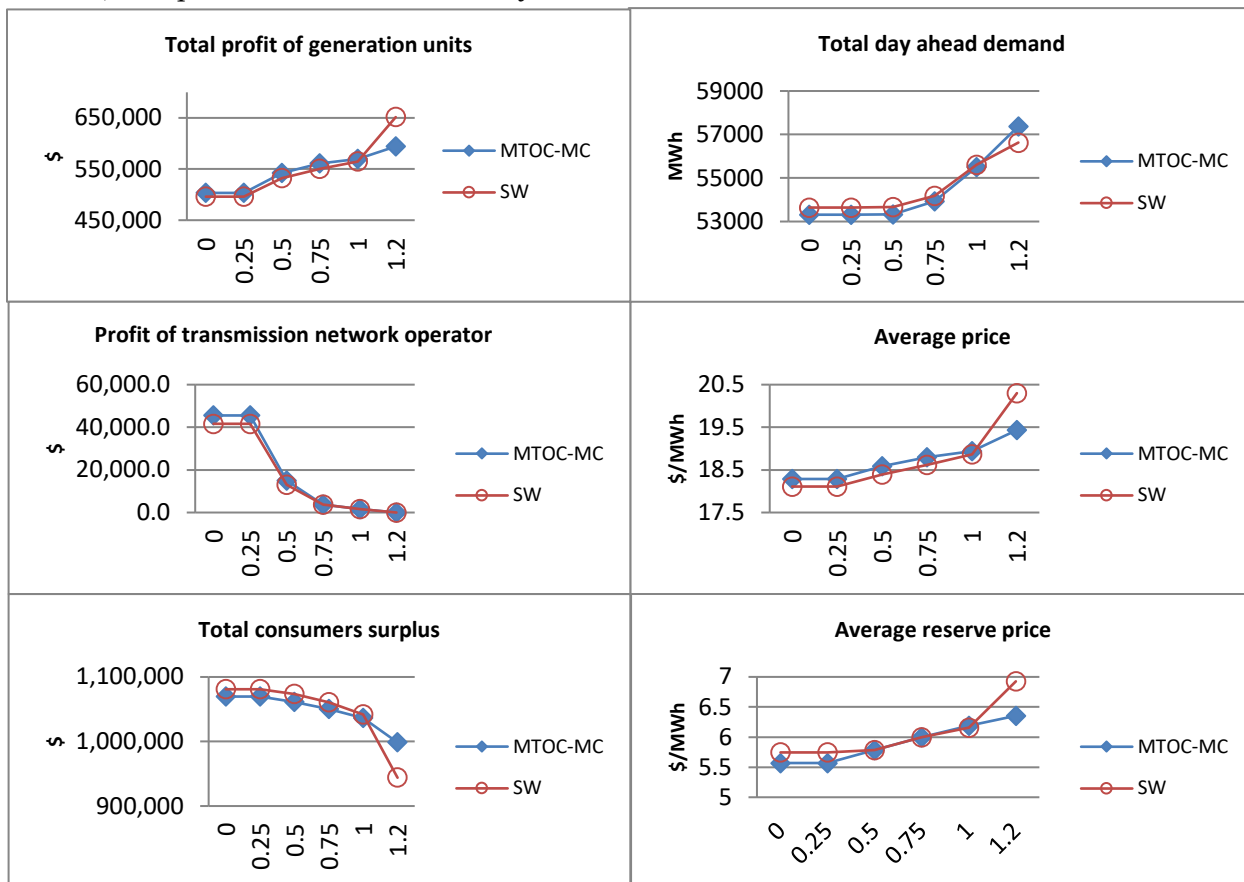 Total profit of generation units
650,000
550,000
450,000
$
0
0.25
0.5
0.75
1
1.2
MTOC-MC
SW
Total day ahead demand
59000
57000
55000
53000
MWh
0
0.25
0.5
0.75
1
1.2
MTOC-MC
SW
Profit of transmission network operator
60,000.0
40,000.0
20,000.0
0.0
$
0
0.25
0.5
0.75
1
1.2
MTOC-MC
SW
Average price
20.5
19.5
18.5
17.5
$/MWh
0
0.25
0.5
0.75
1
1.2
MTOC-MC
SW
Total consumers surplus
1,100,000
1,000,000
900,000
$
0
0.25
0.5
0.75
1
1.2
MTOC-MC
SW
Average reserve price
7
6.5
6
5.5
5
$/MWh
0
0.25
0.5
0.75
1
1.2
MTOC-MC
SW